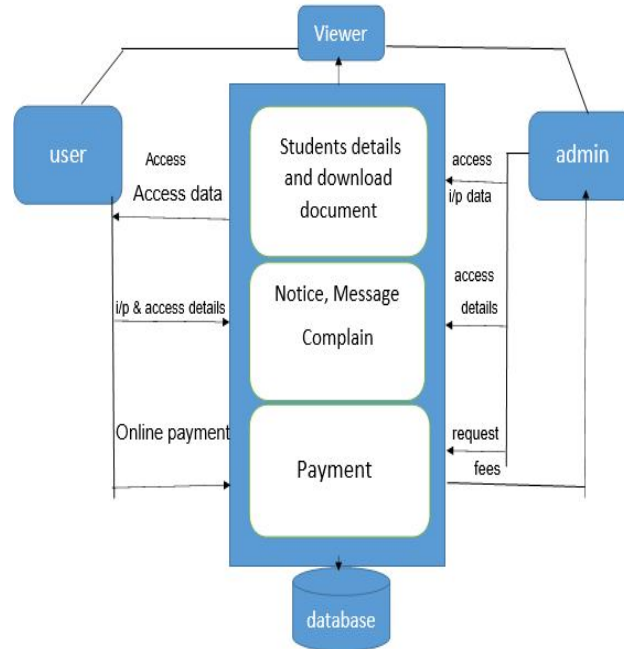 Viewer
user
admin
Access
Access data
Students details
and download
document
access
i/p data
i/p & access details
Notice, Message
Complain
access
details
Online payment
Payment
request
fees
database